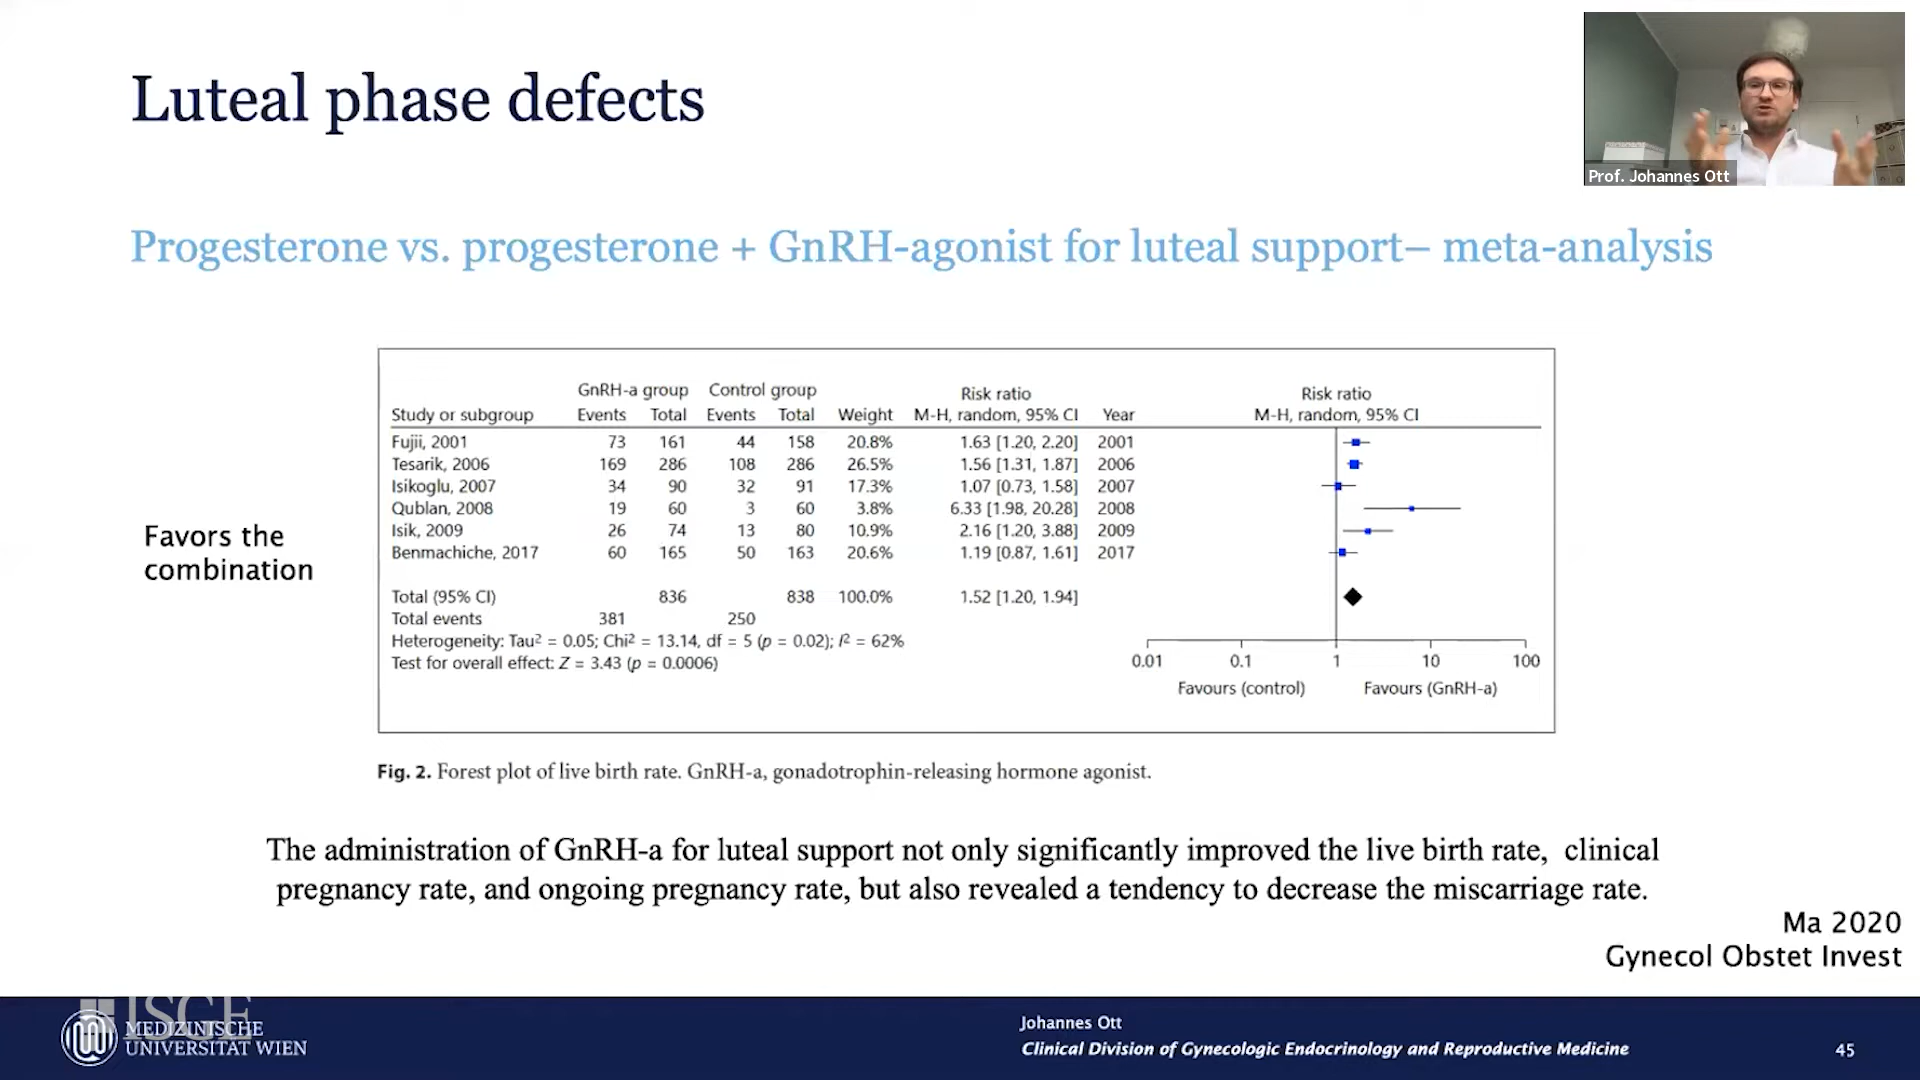 Luteal phase defects
Prof. Johannes Ott
Progesterone vs. progesterone + GnRH-agonist for luteal support– meta-analysis
Favors the
combination
GnRH-a group Control group Risk ratio Risk ratio
Study or subgroup Events Total Events Total Weight M-H, random, 95% CI Year M-H, random, 95% CI
Fujii, 2001 73 161 44 158 20.8% 1.63 [1.20, 2.20] 2001
Tesarik, 2006 169 286 108 286 26.5% 1.56 [1.31, 1.87] 2006
Isikoglu, 2007 34 90 32 91 17.3% 1.07 [0.73, 1.58] 2007
Qublan, 2008 19 60 3 60 3.8% 6.33 [1.98, 20.28] 2008
Isik, 2009 26 74 13 80 10.9% 2.16 [1.20, 3.88] 2009
Benmachiche, 2017 60 165 50 163 20.6% 1.19 [0.87, 1.61] 2017
Total (95% CI) 836 838 100.0% 1.52 [1.20, 1.94]
Total events 381 250
Heterogeneity: Tau² = 0.05; Chi² = 13.14, df = 5 (p = 0.02); I² = 62%
Test for overall effect: Z = 3.43 (p = 0.0006)
0.01 0.1 1 10 100
Favours (control) Favours (GnRH-a)
Fig. 2. Forest plot of live birth rate. GnRH-a, gonadotrophin-releasing hormone agonist.
The administration of GnRH-a for luteal support not only significantly improved the live birth rate, clinical
pregnancy rate, and ongoing pregnancy rate, but also revealed a tendency to decrease the miscarriage rate.
Ma 2020
Gynecol Obstet Invest
ISGE
MEDIZINISCHE
UNIVERSITÄT WIEN
Johannes Ott
Clinical Division of Gynecologic Endocrinology and Reproductive Medicine
45